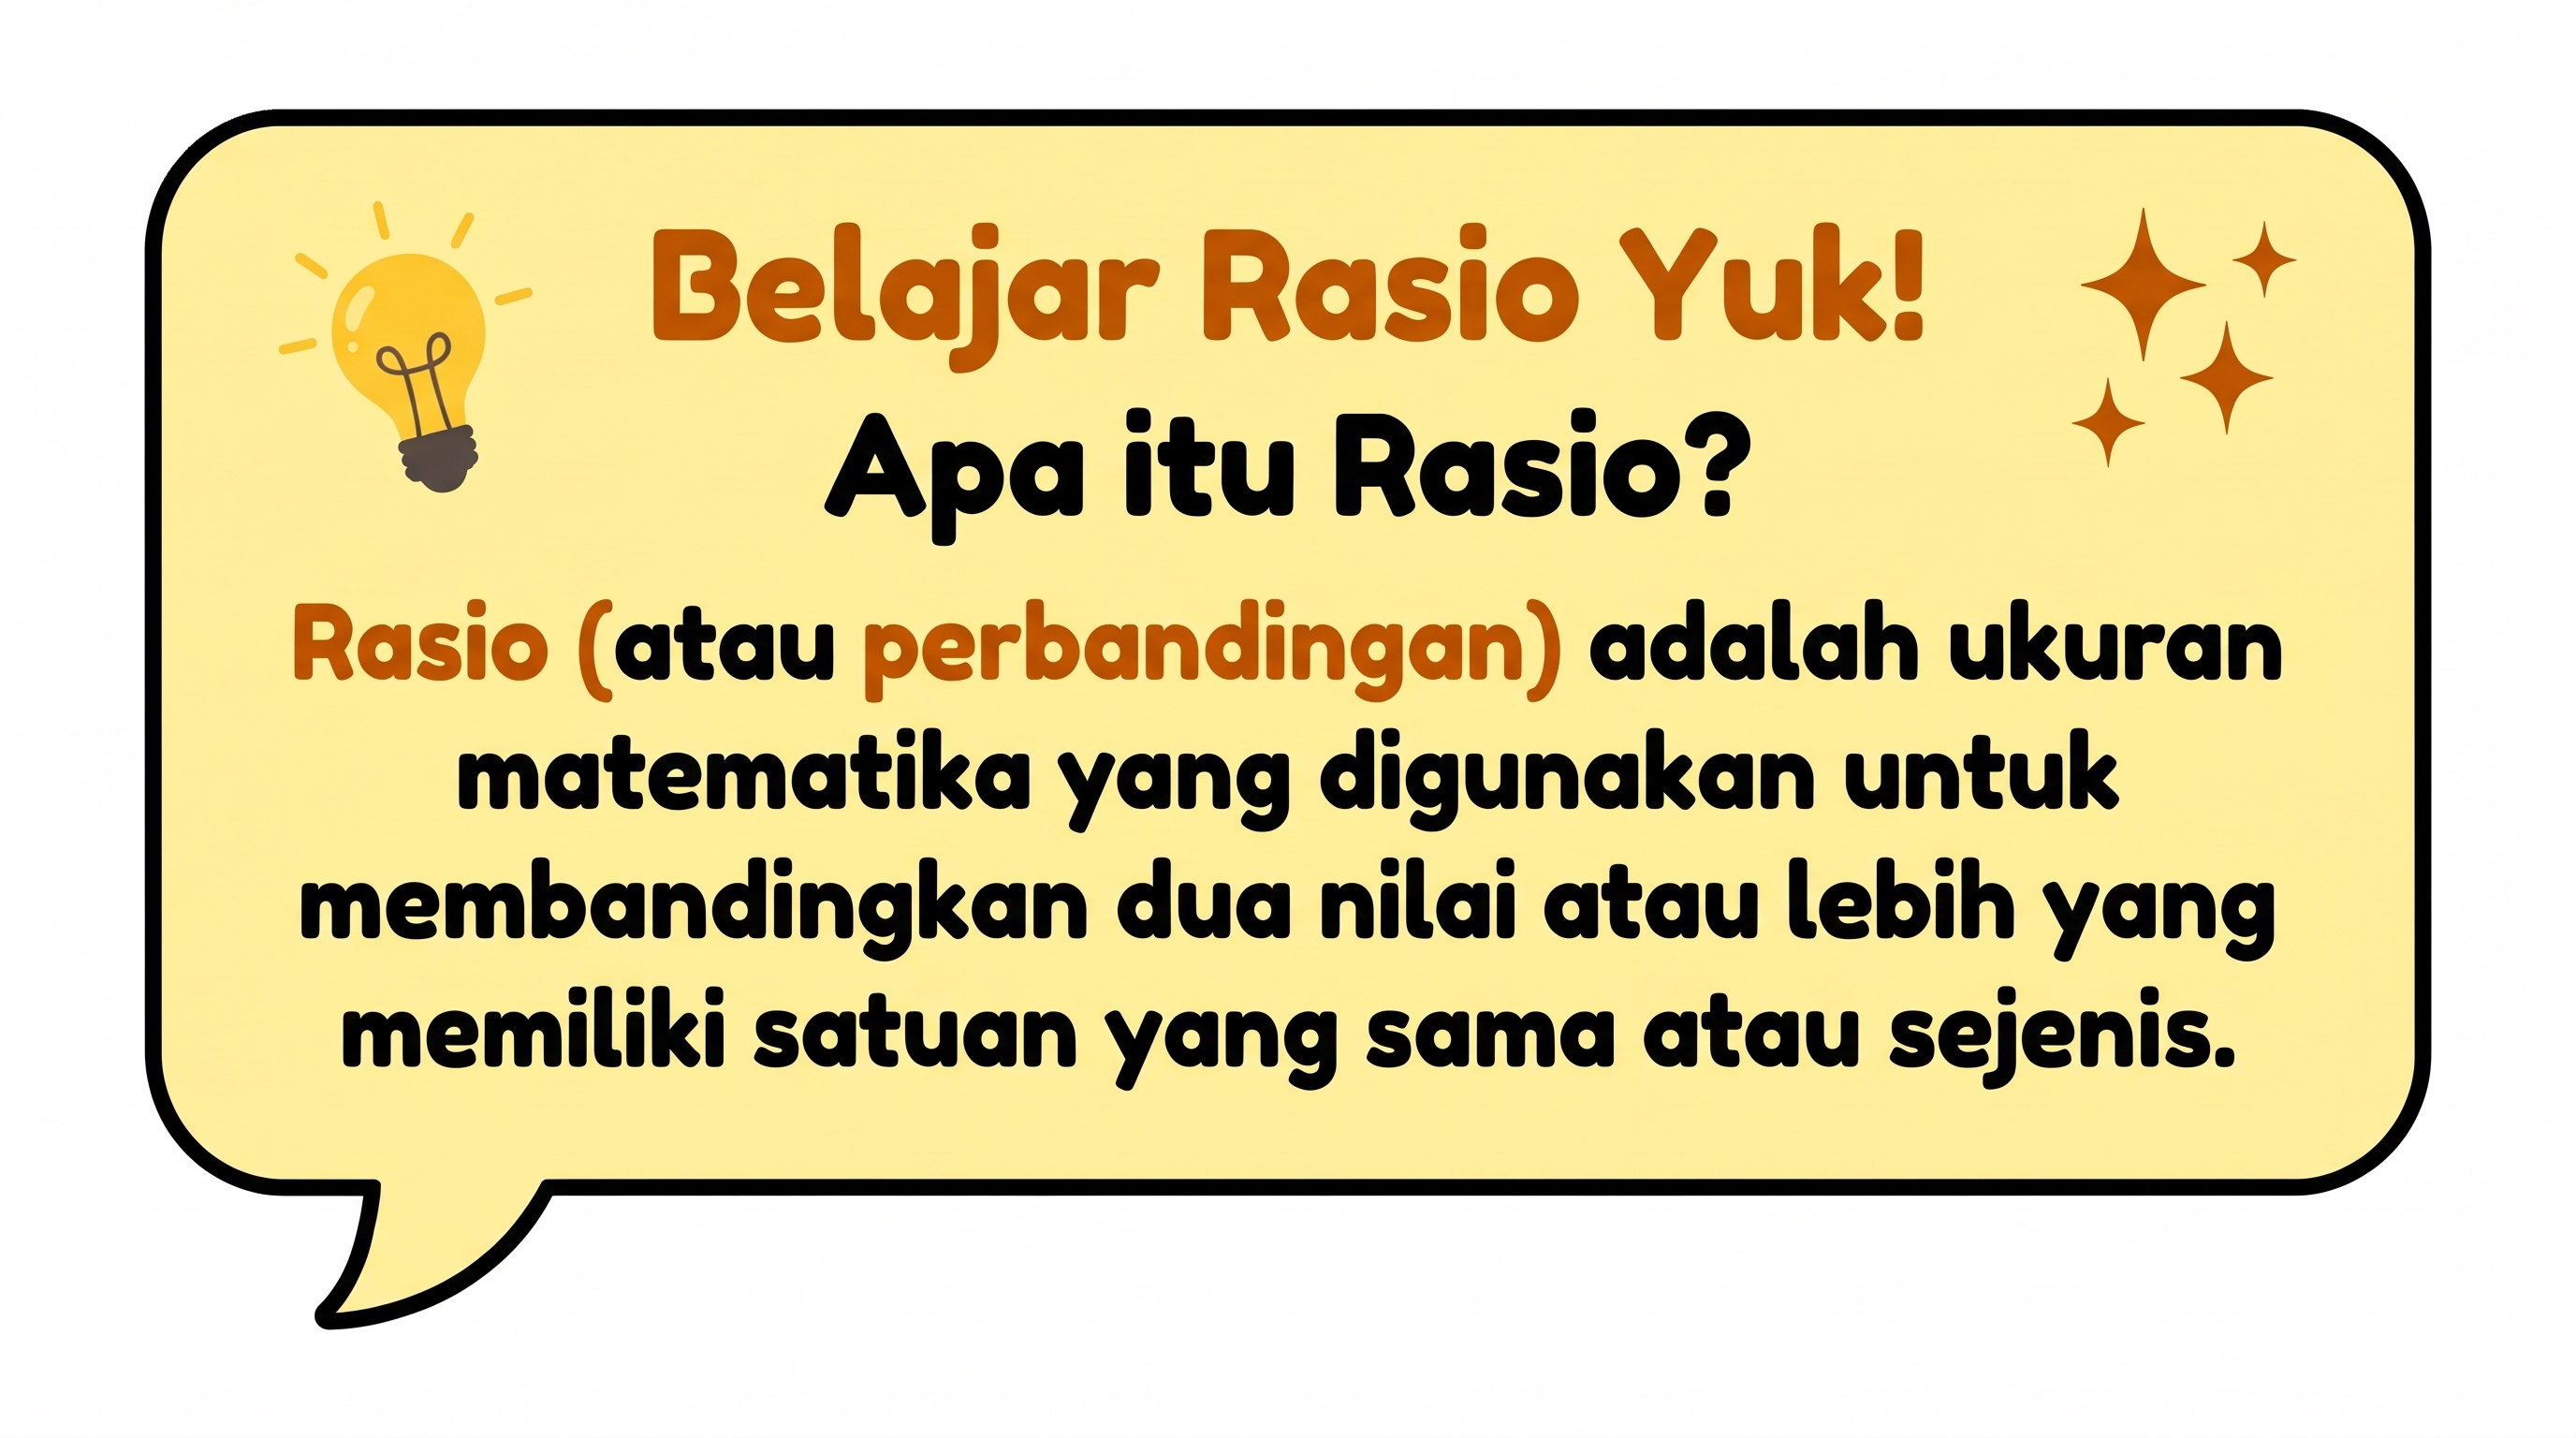 Belajar Rasio Yuk!
Apa itu Rasio?
Rasio (atau perbandingan) adalah ukuran
matematika yang digunakan untuk
membandingkan dua nilai atau lebih yang
memiliki satuan yang sama atau sejenis.